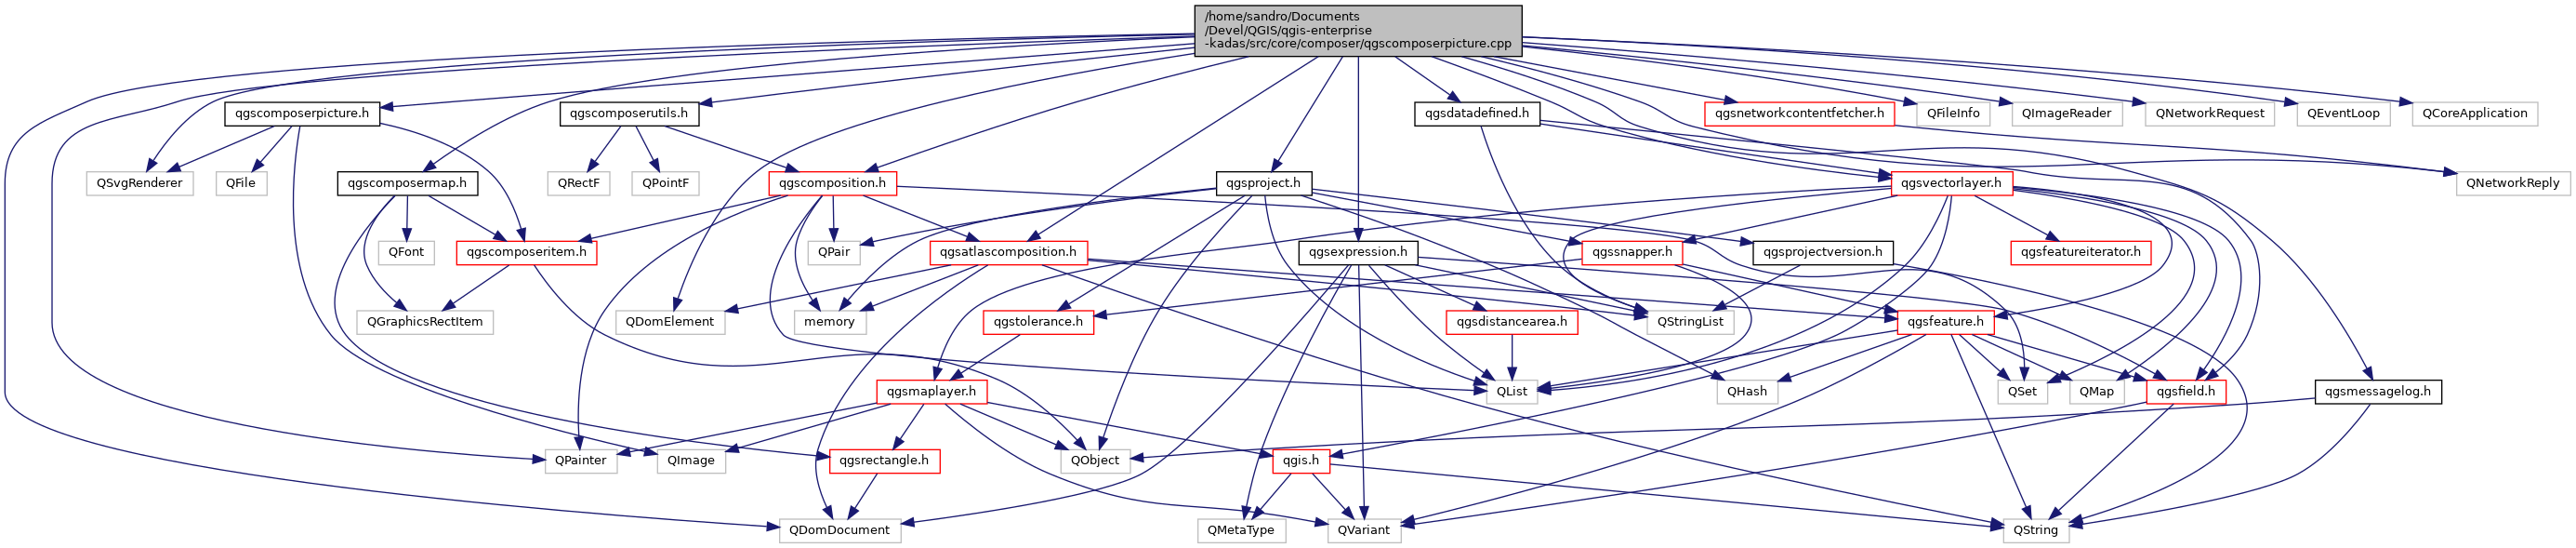 /home/sandro/Documents
/Devel/QGIS/qgis-enterprise
-kadas/src/core/composer/qgscomposerpicture.cpp
qgscomposerpicture.h
qgscomposerutils.h
qgsdatadefined.h
qgsnetworkcontentfetcher.h
QFileInfo
QImageReader
QNetworkRequest
QEventLoop
QCoreApplication
QSvgRenderer
QFile
qgscomposermap.h
QRectF
QPointF
qgscomposition.h
qgsproject.h
qgsvectorlayer.h
QNetworkReply
QFont
qgscomposeritem.h
QPair
qgsatlascomposition.h
qgsexpression.h
qgssnapper.h
qgsprojectversion.h
qgsfeatureiterator.h
QGraphicsRectItem
QDomElement
memory
qgstolerance.h
qgsdistancearea.h
QStringList
qgsfeature.h
qgsmaplayer.h
QList
QHash
QSet
QMap
qgsfield.h
qgsmessagelog.h
QPainter
QImage
qgsrectangle.h
QObject
qgis.h
QDomDocument
QMetaType
QVariant
QString